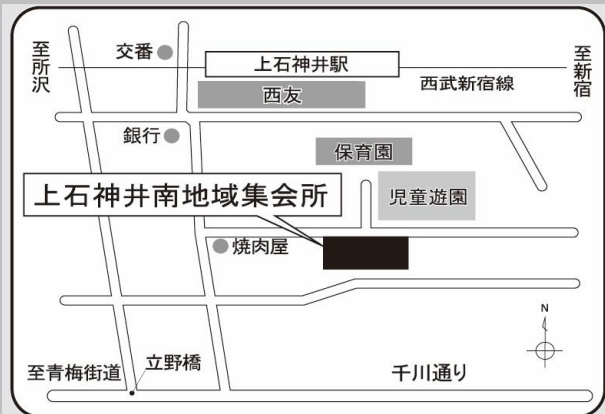 至所沢
交番
上石神井駅
至新宿
西友
西武新宿線
銀行
保育園
上石神井南地域集会所
児童遊園
焼肉屋
N
至青梅街道
立野橋
千川通り